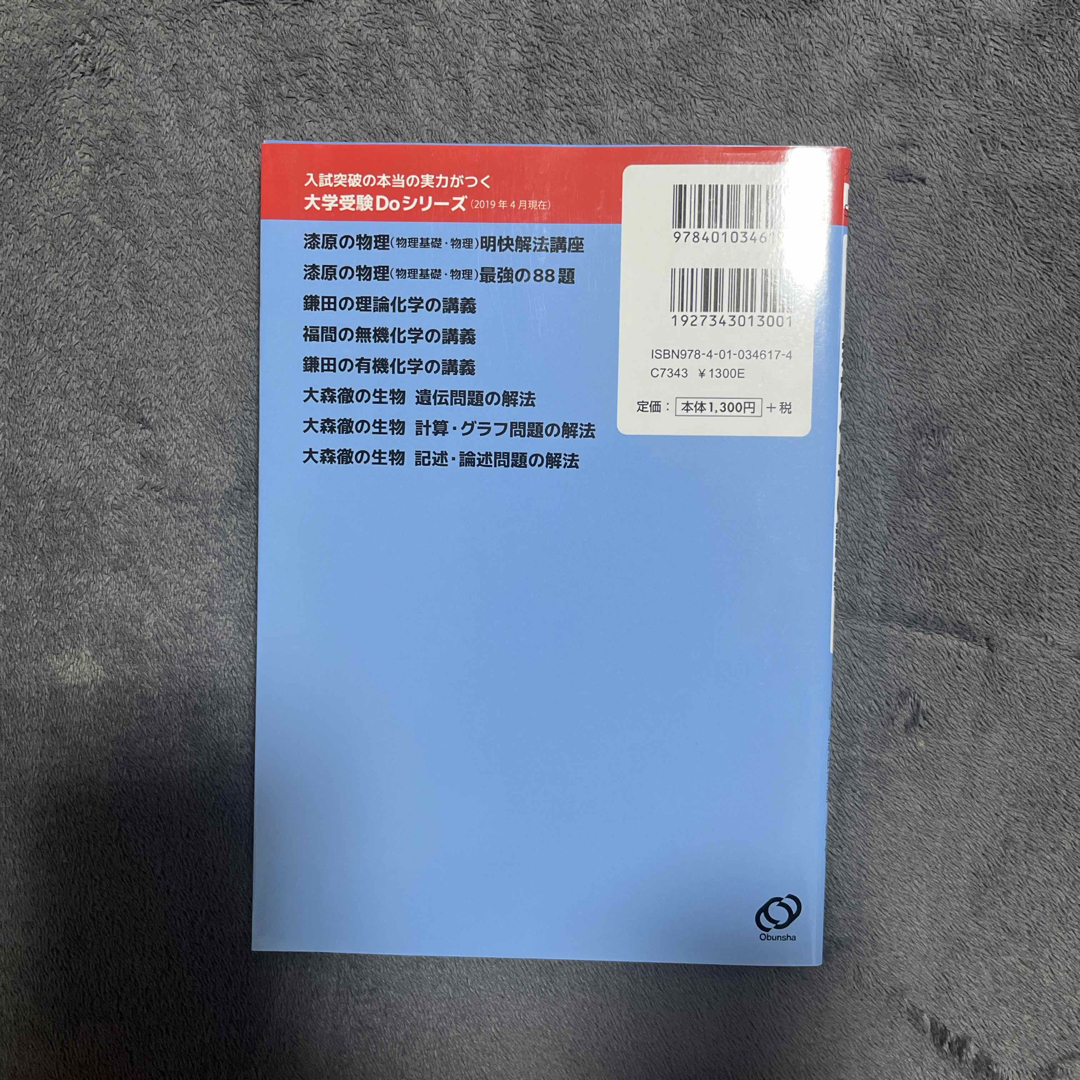 入試突破の本当の実力がつく
大学受験Doシリーズ（2019年4月現在）
漆原の物理（物理基礎・物理）明快解法講座
漆原の物理（物理基礎・物理）最強の88題
鎌田の理論化学の講義
福間の無機化学の講義
鎌田の有機化学の講義
大森徹の生物 遺伝問題の解法
大森徹の生物 計算・グラフ問題の解法
大森徹の生物 記述・論述問題の解法
1927343013001
ISBN978-4-01-034617-4
C7343 ￥1300E
定価：本体1,300円＋税
Obunsha